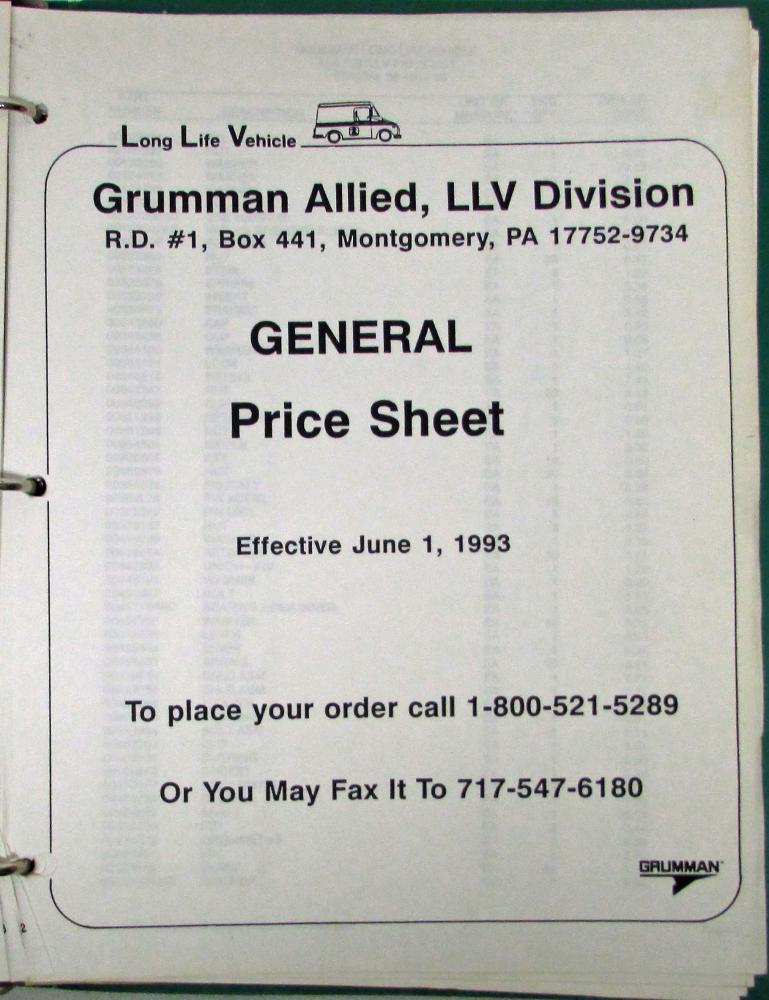 Long Life Vehicle
Grumman Allied, LLV Division
R.D. #1, Box 441, Montgomery, PA 17752-9734
GENERAL
Price Sheet
Effective June 1, 1993
To place your order call 1-800-521-5289
Or You May Fax It To 717-547-6180
GRUMMAN
2